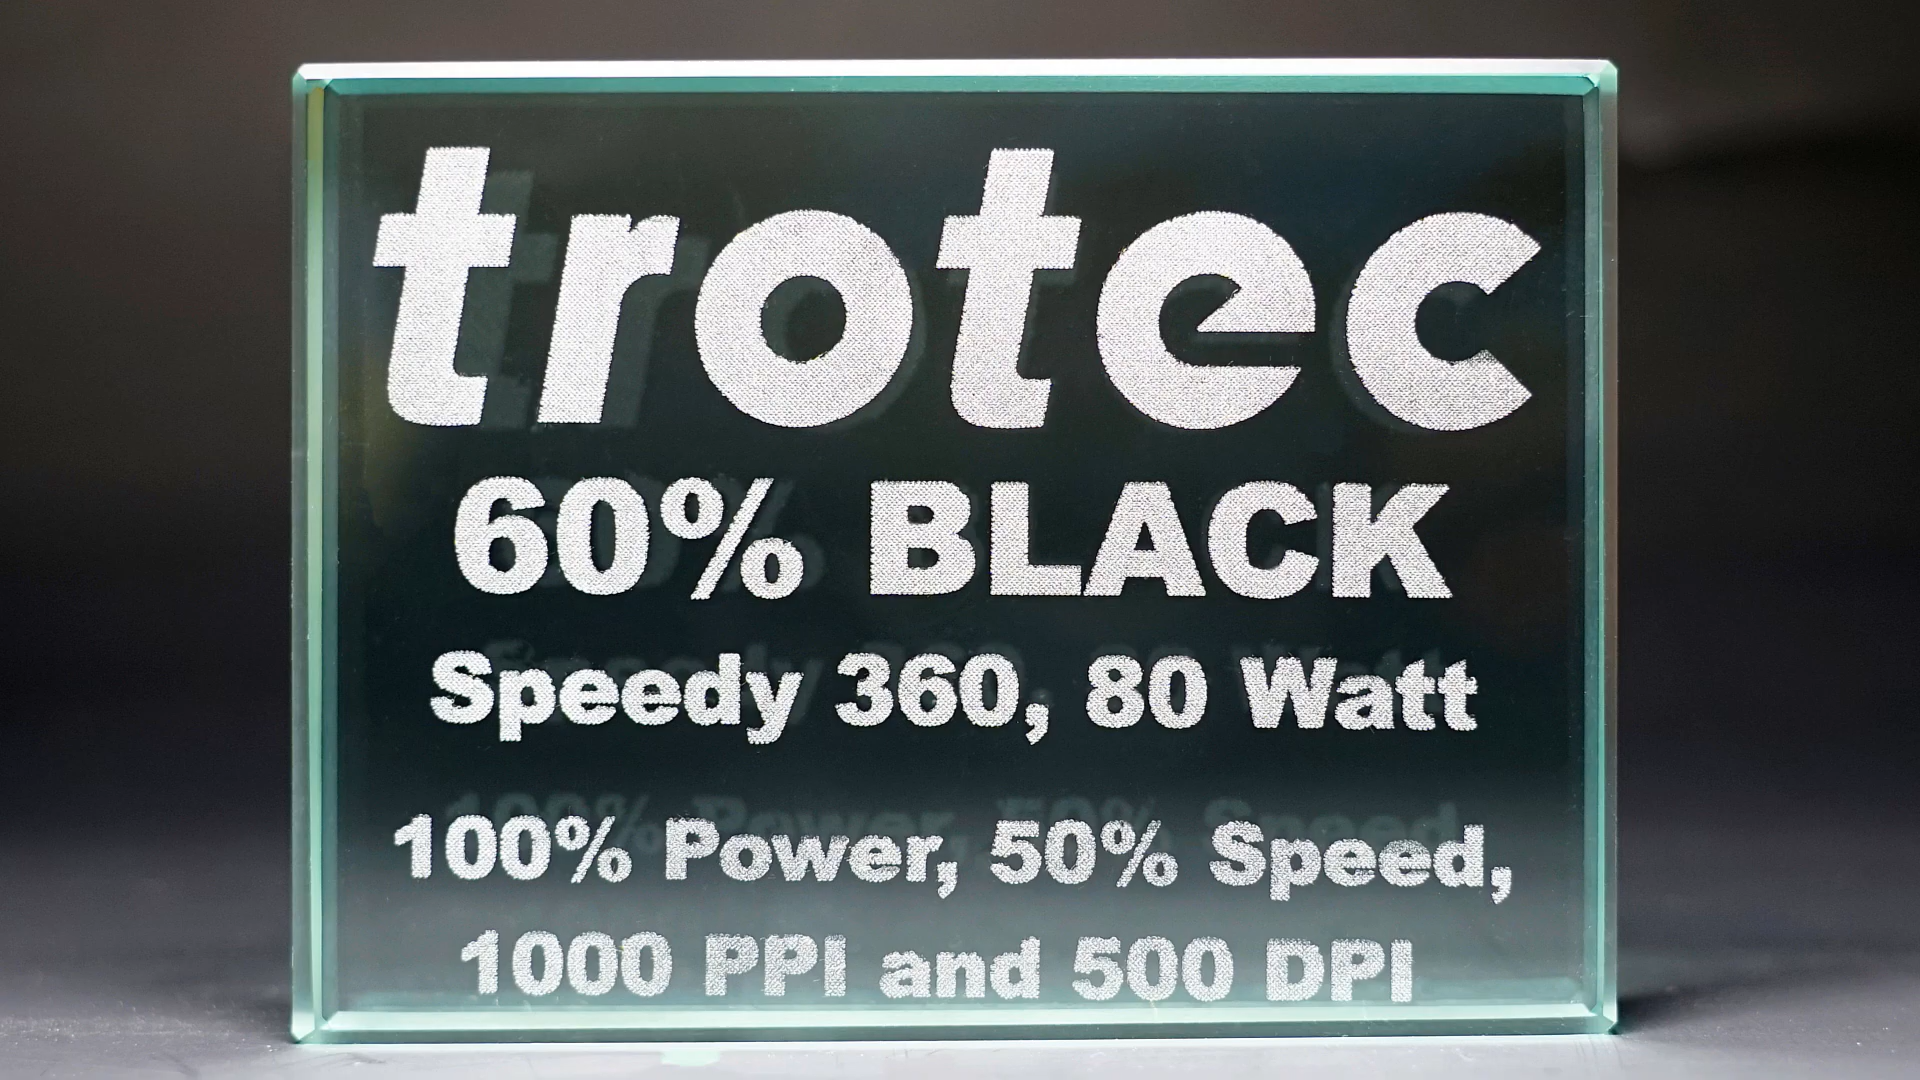 trotec
60% BLACK
Speedy 360, 80 Watt
100% Power, 50% Speed,
1000 PPI and 500 DPI